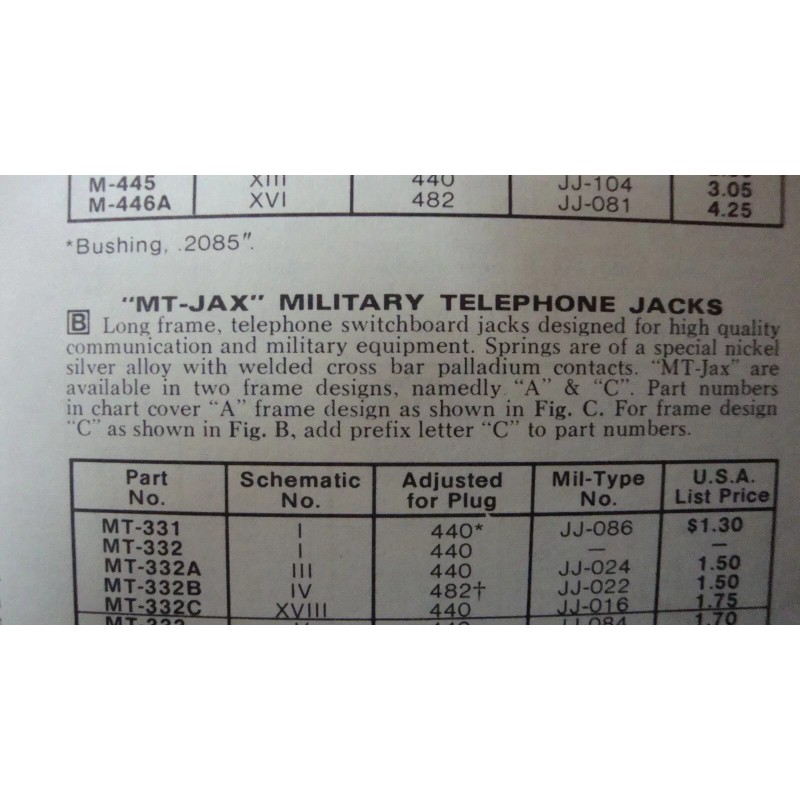 M-445 XIII 440 JJ-104 3.05
M-446A XVI 482 JJ-081 4.25
*Bushing, .2085".
"MT-JAX" MILITARY TELEPHONE JACKS
B Long frame, telephone switchboard jacks designed for high quality
communication and military equipment. Springs are of a special nickel
silver alloy with welded cross bar palladium contacts. "MT-Jax" are
available in two frame designs, namedly "A" & "C". Part numbers
in chart cover "A" frame design as shown in Fig. C. For frame design
"C" as shown in Fig. B, add prefix letter "C" to part numbers.
Part Schematic Adjusted Mil-Type U.S.A.
No. No. for Plug No. List Price
MT-331 I 440* JJ-086 $1.30
MT-332 I 440 — —
MT-332A III 440 JJ-024 1.50
MT-332B IV 482† JJ-022 1.50
MT-332C XVIII 440 JJ-016 1.75
JJ-084 1.70